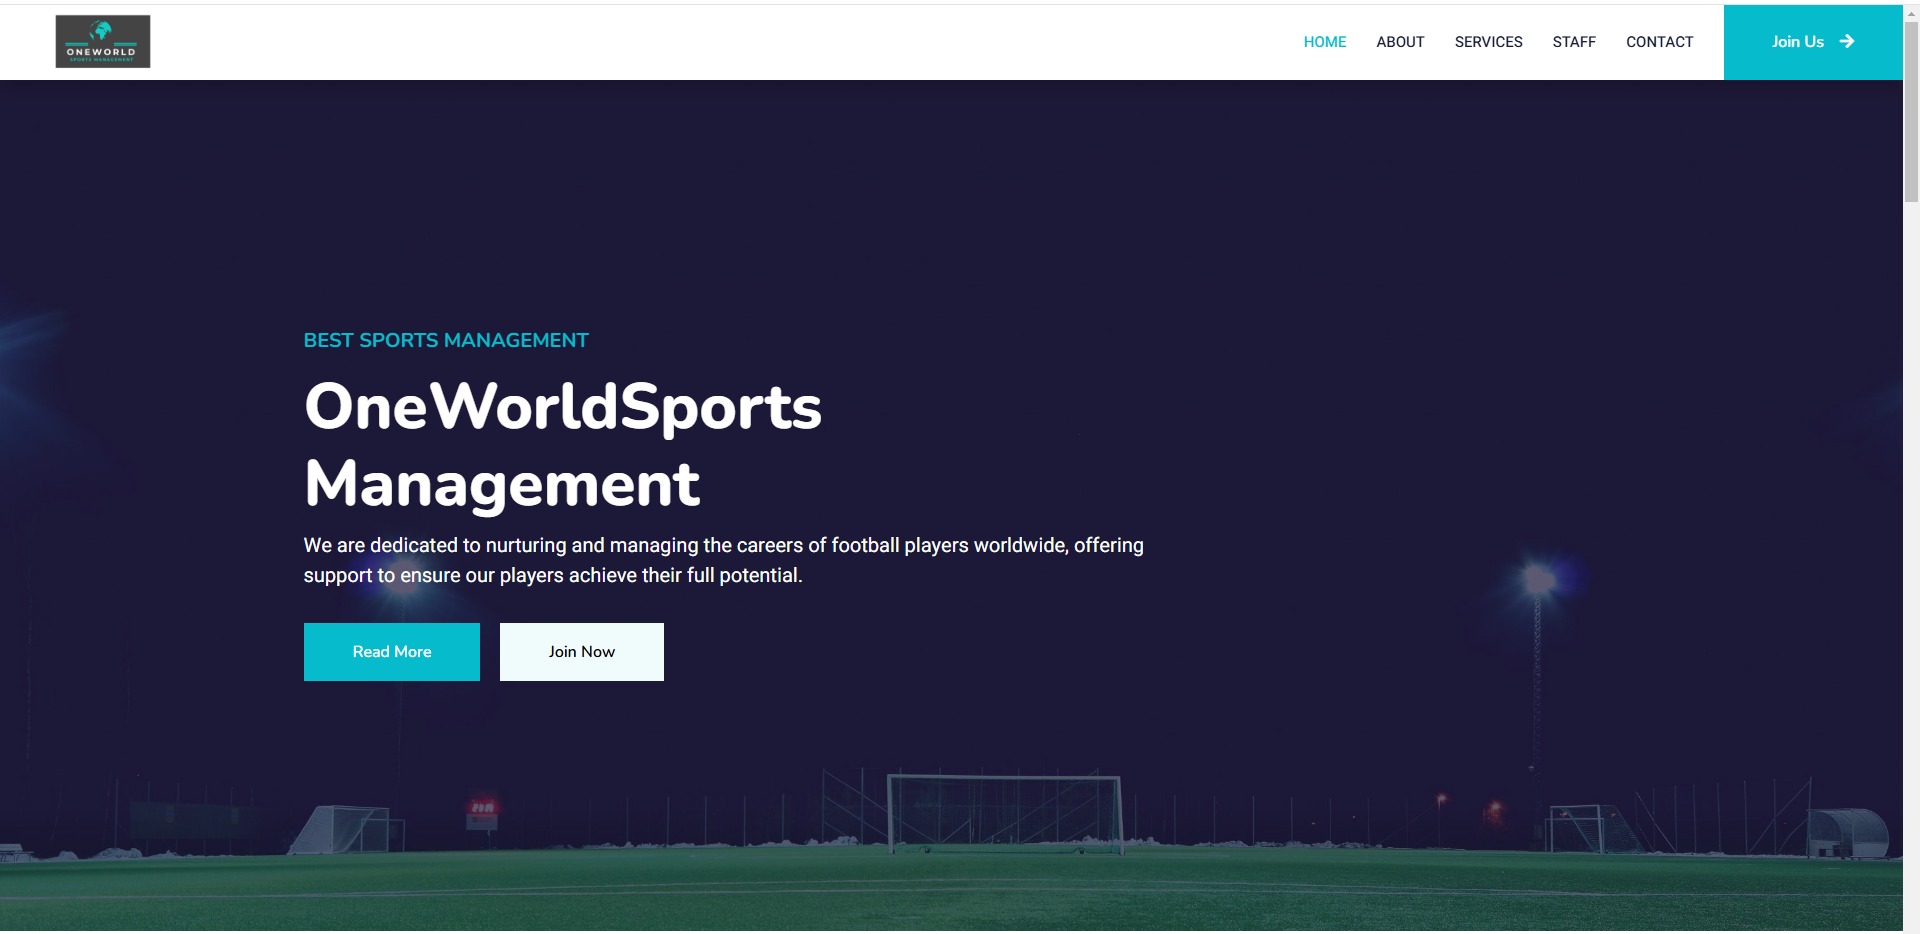 ONEWORLD
SPORTS MANAGEMENT
HOME ABOUT SERVICES STAFF CONTACT Join Us
BEST SPORTS MANAGEMENT
OneWorldSports
Management
We are dedicated to nurturing and managing the careers of football players worldwide, offering
support to ensure our players achieve their full potential.
Read More Join Now